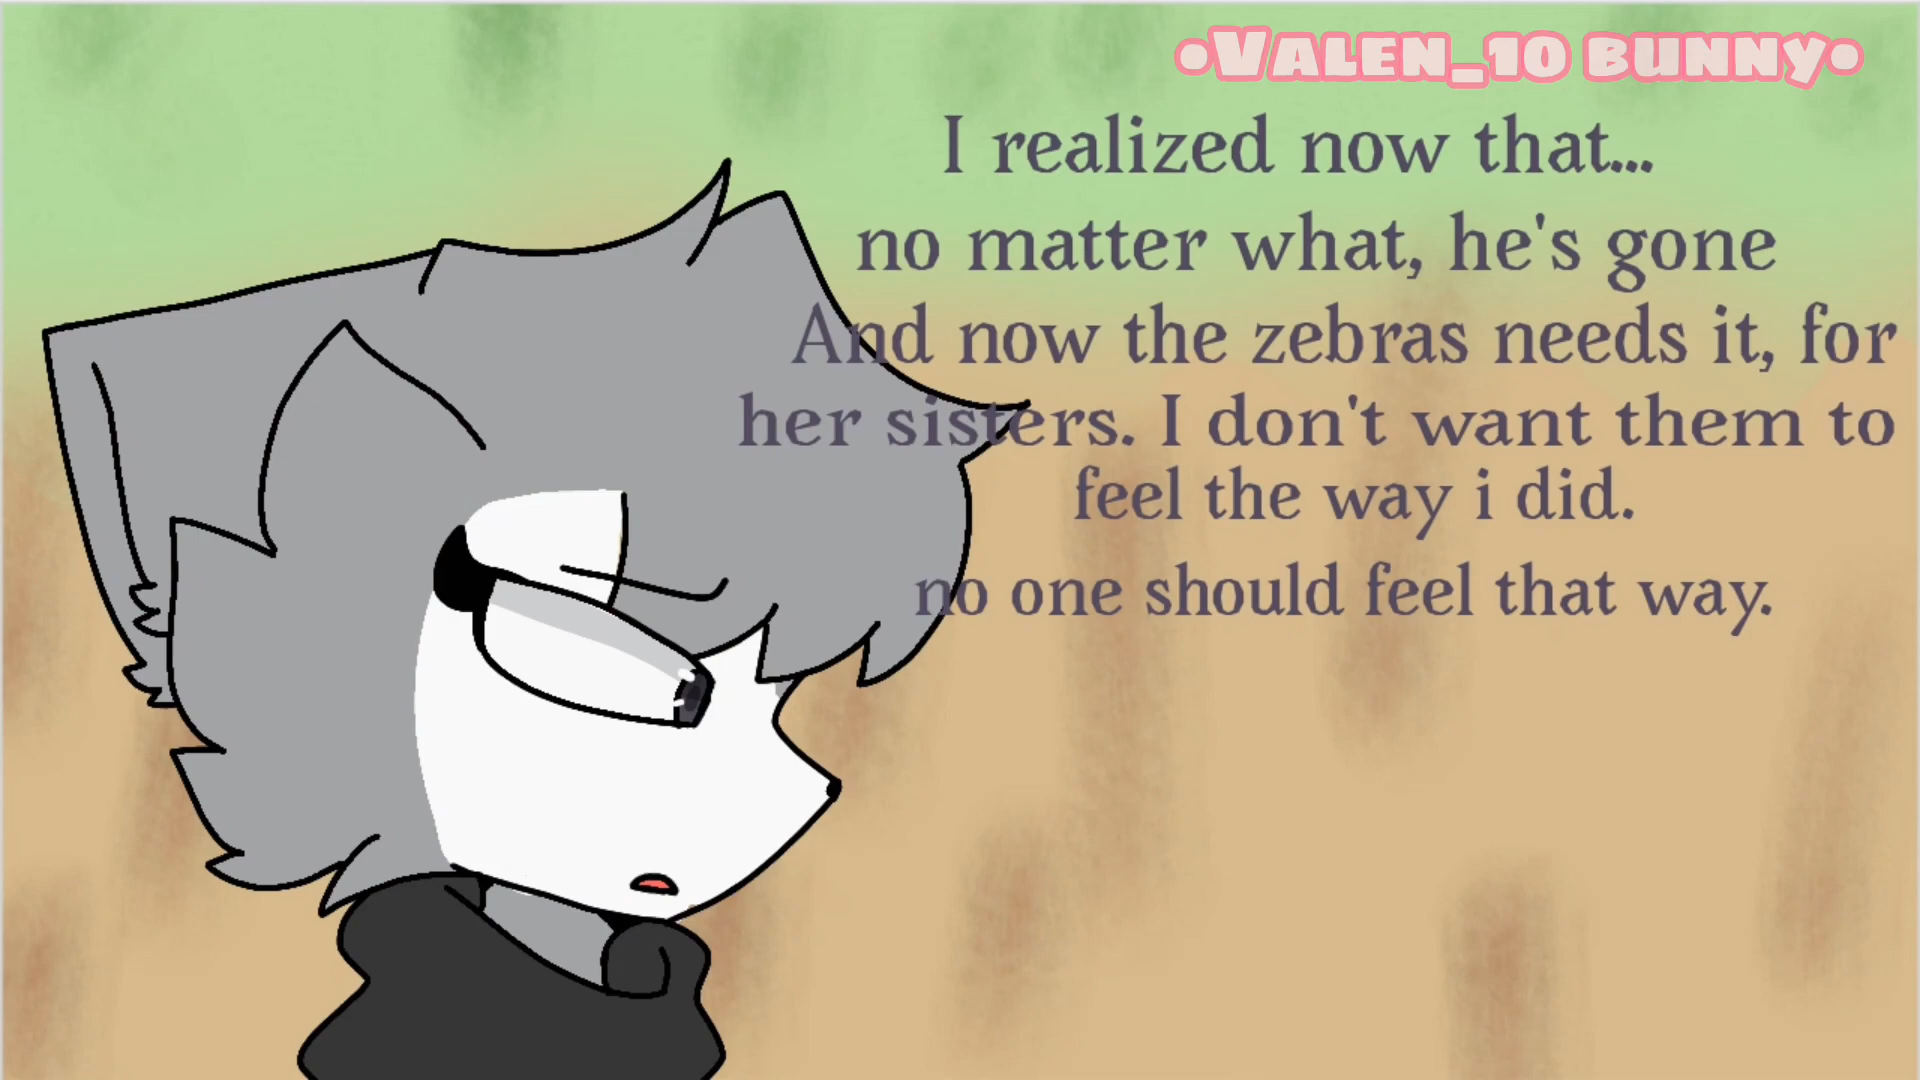 •Valen_10 bunny•
I realized now that...
no matter what, he's gone
And now the zebras needs it, for
her sisters. I don't want them to
feel the way i did.
no one should feel that way.